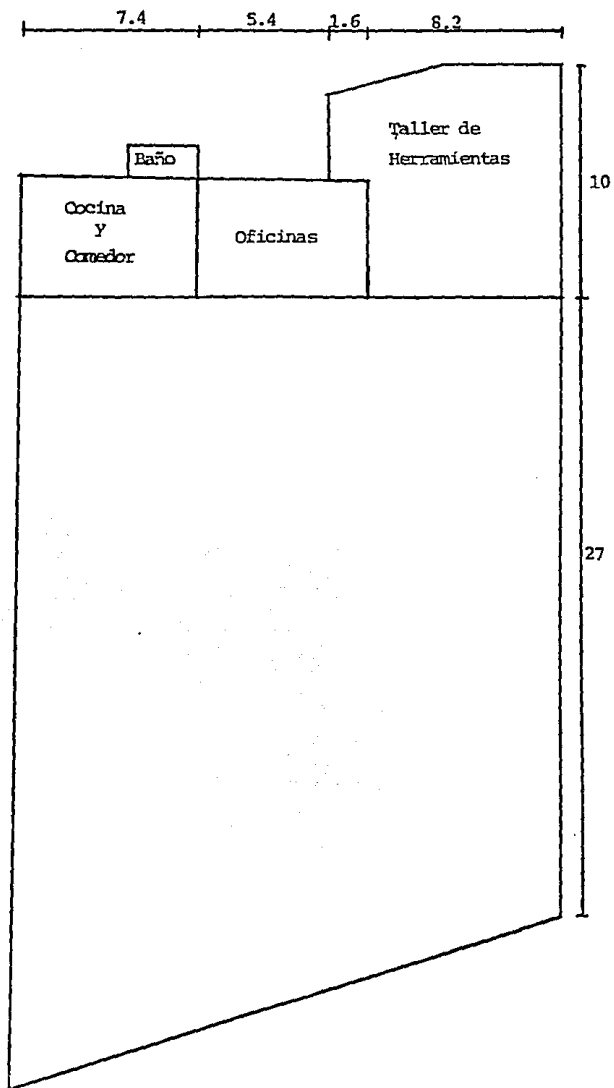 7.4 5.4 1.6 8.2
Taller de
Herramientas
Baño
10
Cocina
y
Comedor
Oficinas
27